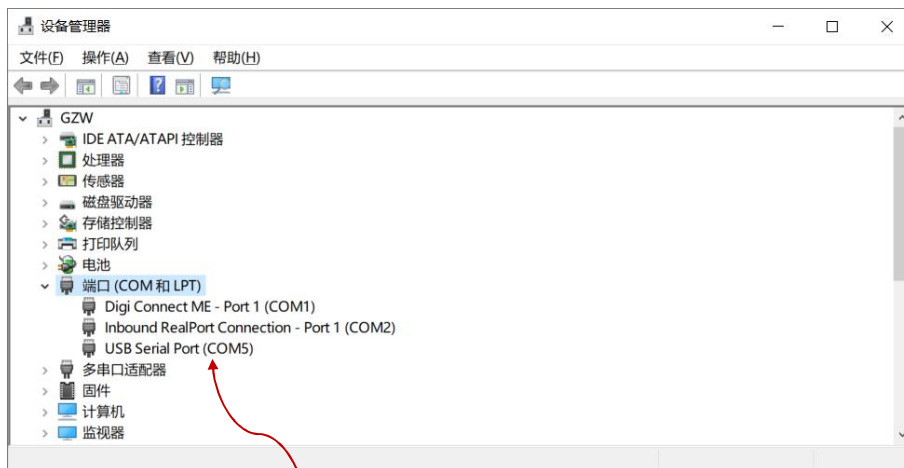 设备管理器
文件(F) 操作(A) 查看(V) 帮助(H)
GZW
IDE ATA/ATAPI 控制器
处理器
传感器
磁盘驱动器
存储控制器
打印队列
电池
端口 (COM 和 LPT)
Digi Connect ME - Port 1 (COM1)
Inbound RealPort Connection - Port 1 (COM2)
USB Serial Port (COM5)
多串口适配器
固件
计算机
监视器